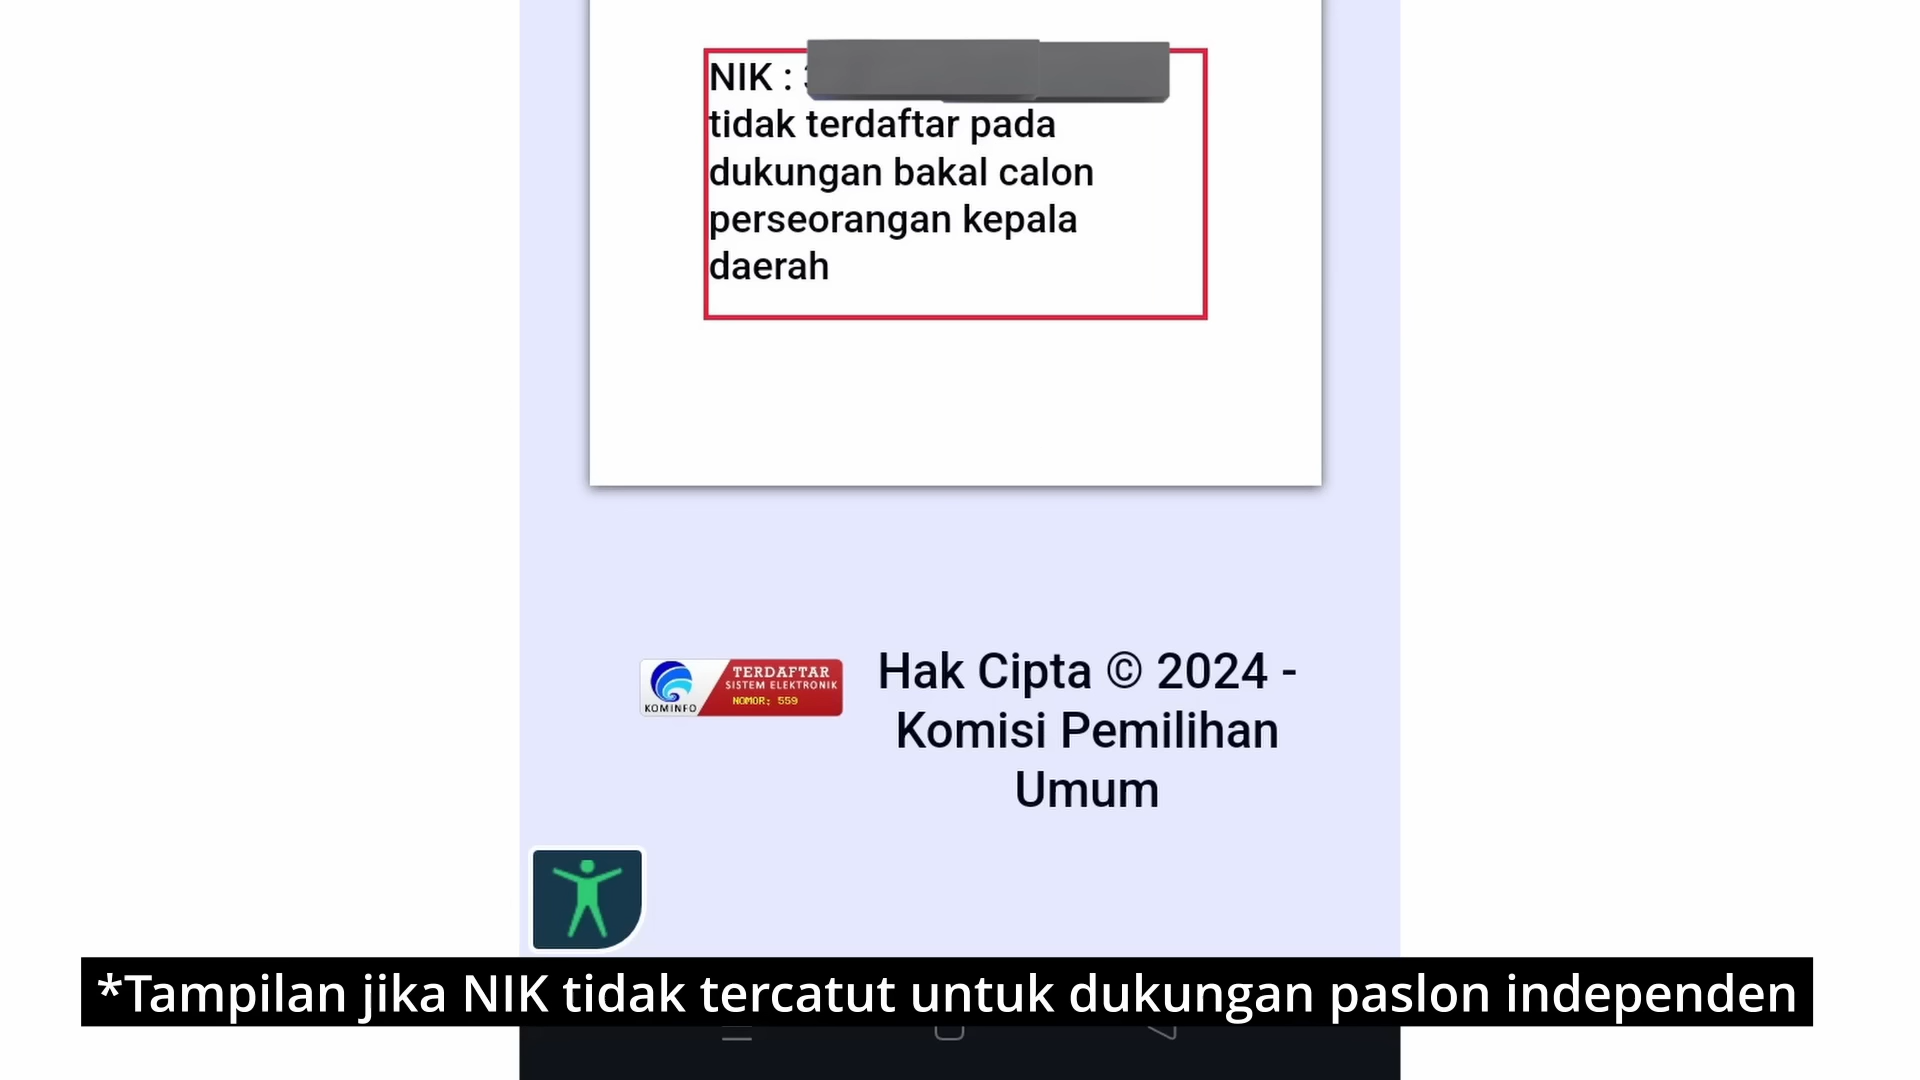 NIK :
tidak terdaftar pada
dukungan bakal calon
perseorangan kepala
daerah
TERDAFTAR
SISTEM ELEKTRONIK
NOMOR: 559
KOMINFO
Hak Cipta © 2024 -
Komisi Pemilihan
Umum
*Tampilan jika NIK tidak tercatut untuk dukungan paslon independen